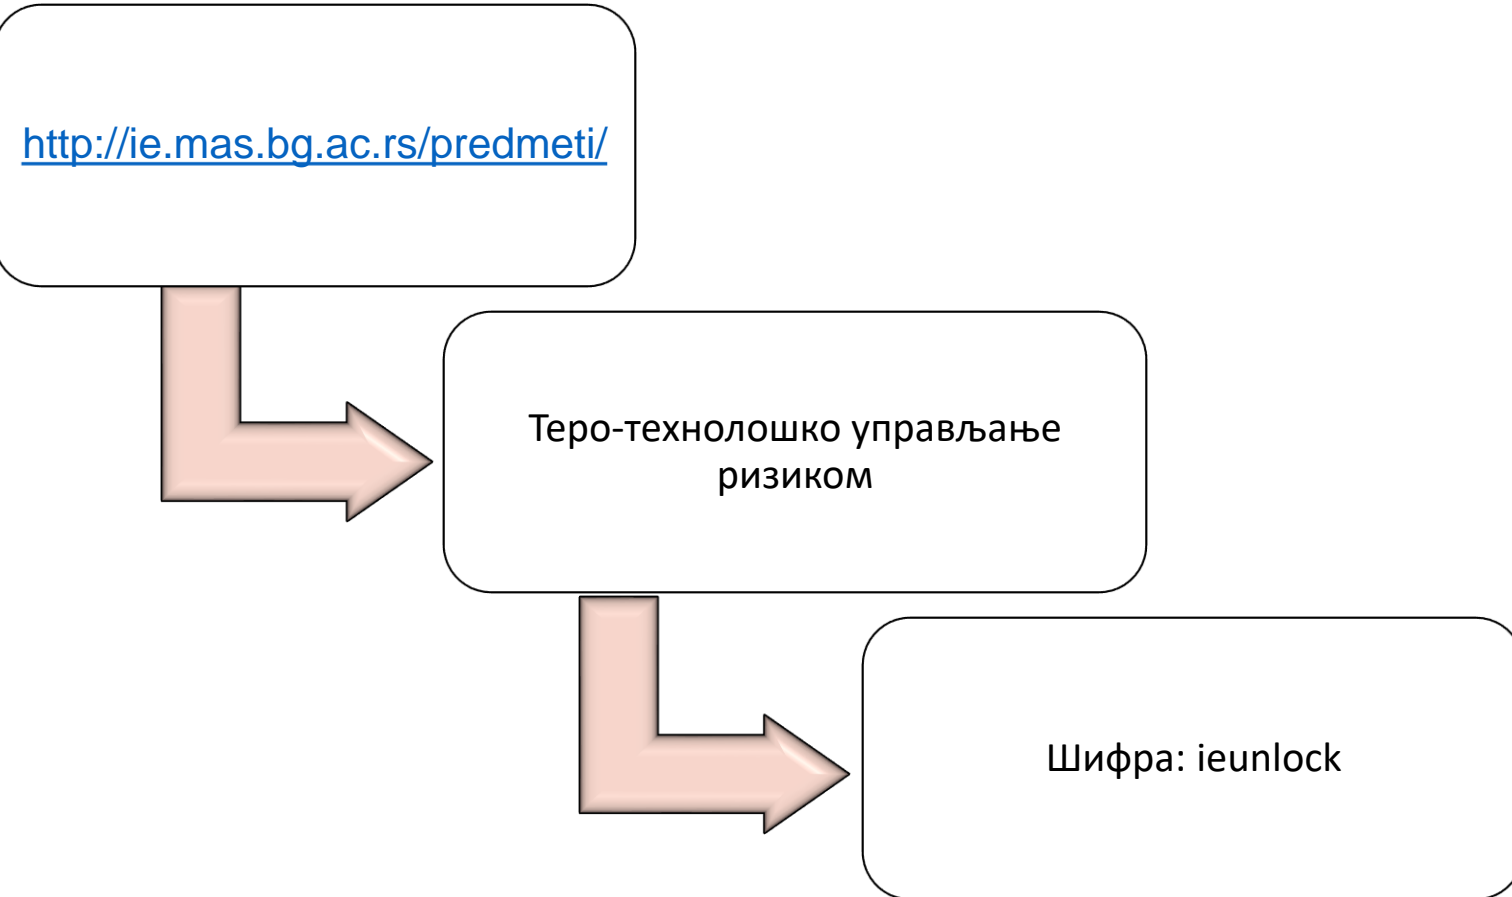 http://ie.mas.bg.ac.rs/predmeti/
Теро-технолошко управљање
ризиком
Шифра: ieunlock